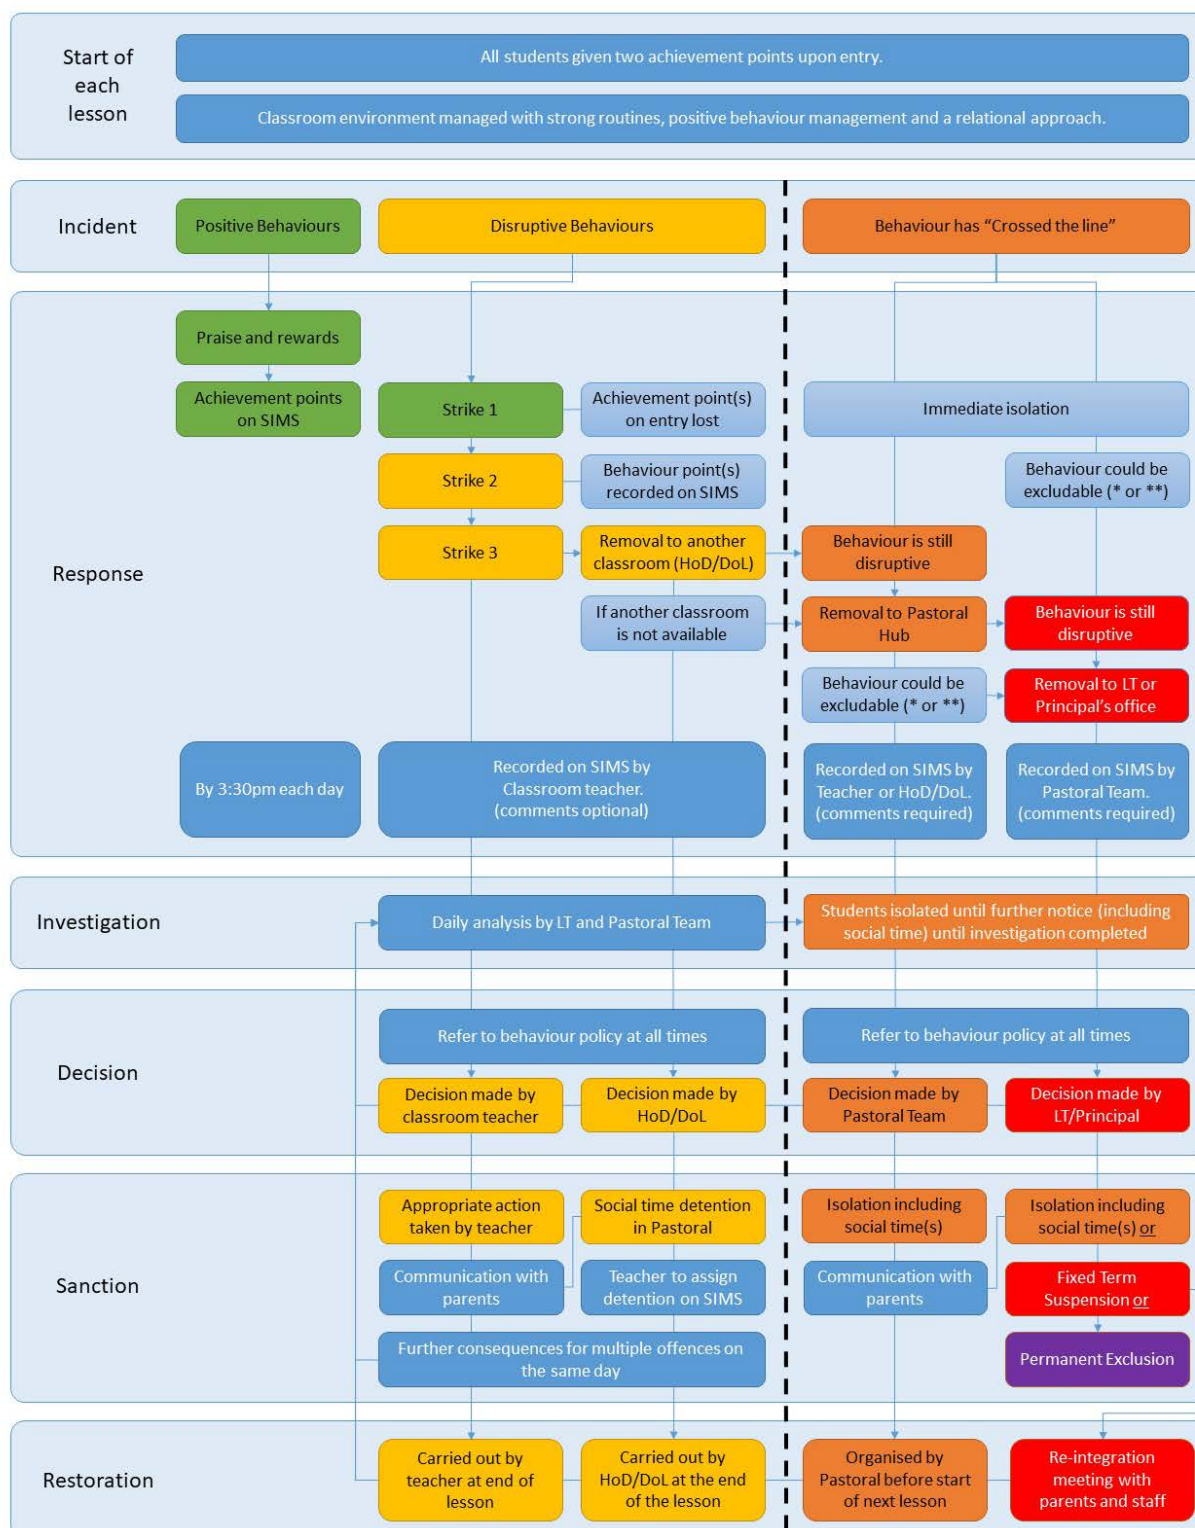 Start of
each
lesson
All students given two achievement points upon entry.
Classroom environment managed with strong routines, positive behaviour management and a relational approach.
Incident
Positive Behaviours
Disruptive Behaviours
Behaviour has “Crossed the line”
Response
Praise and rewards
Achievement points
on SIMS
Strike 1
Achievement point(s)
on entry lost
Immediate isolation
Strike 2
Behaviour point(s)
recorded on SIMS
Behaviour could be
excludable (* or **)
Strike 3
Removal to another
classroom (HoD/DoL)
Behaviour is still
disruptive
If another classroom
is not available
Removal to Pastoral
Hub
Behaviour is still
disruptive
Behaviour could be
excludable (* or **)
Removal to LT or
Principal’s office
By 3:30pm each day
Recorded on SIMS by
Classroom teacher.
(comments optional)
Recorded on SIMS by
Teacher or HoD/DoL.
(comments required)
Recorded on SIMS by
Pastoral Team.
(comments required)
Investigation
Daily analysis by LT and Pastoral Team
Students isolated until further notice (including
social time) until investigation completed
Decision
Refer to behaviour policy at all times
Refer to behaviour policy at all times
Decision made by
classroom teacher
Decision made by
HoD/DoL
Decision made by
Pastoral Team
Decision made by
LT/Principal
Sanction
Appropriate action
taken by teacher
Social time detention
in Pastoral
Isolation including
social time(s)
Isolation including
social time(s) or
Communication with
parents
Teacher to assign
detention on SIMS
Communication with
parents
Fixed Term
Suspension or
Further consequences for multiple offences on
the same day
Permanent Exclusion
Restoration
Carried out by
teacher at end of
lesson
Carried out by
HoD/DoL at the end
of the lesson
Organised by
Pastoral before start
of next lesson
Re-integration
meeting with
parents and staff